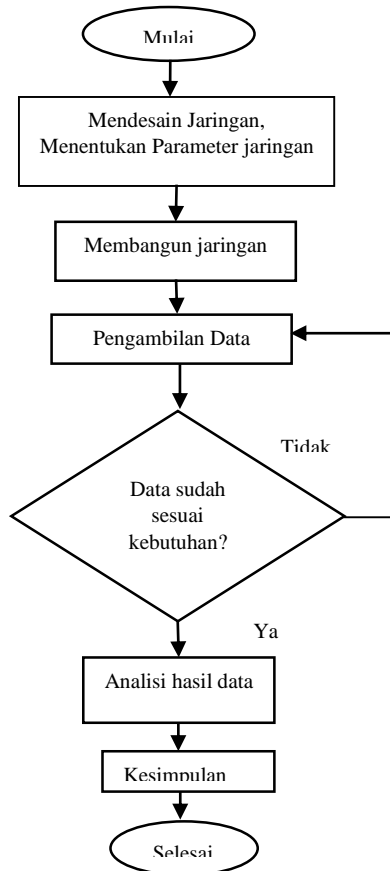 Mulai
Mendesain Jaringan,
Menentukan Parameter jaringan
Membangun jaringan
Pengambilan Data
Tidak
Data sudah
sesuai
kebutuhan?
Ya
Analisi hasil data
Kesimpulan
Selesai